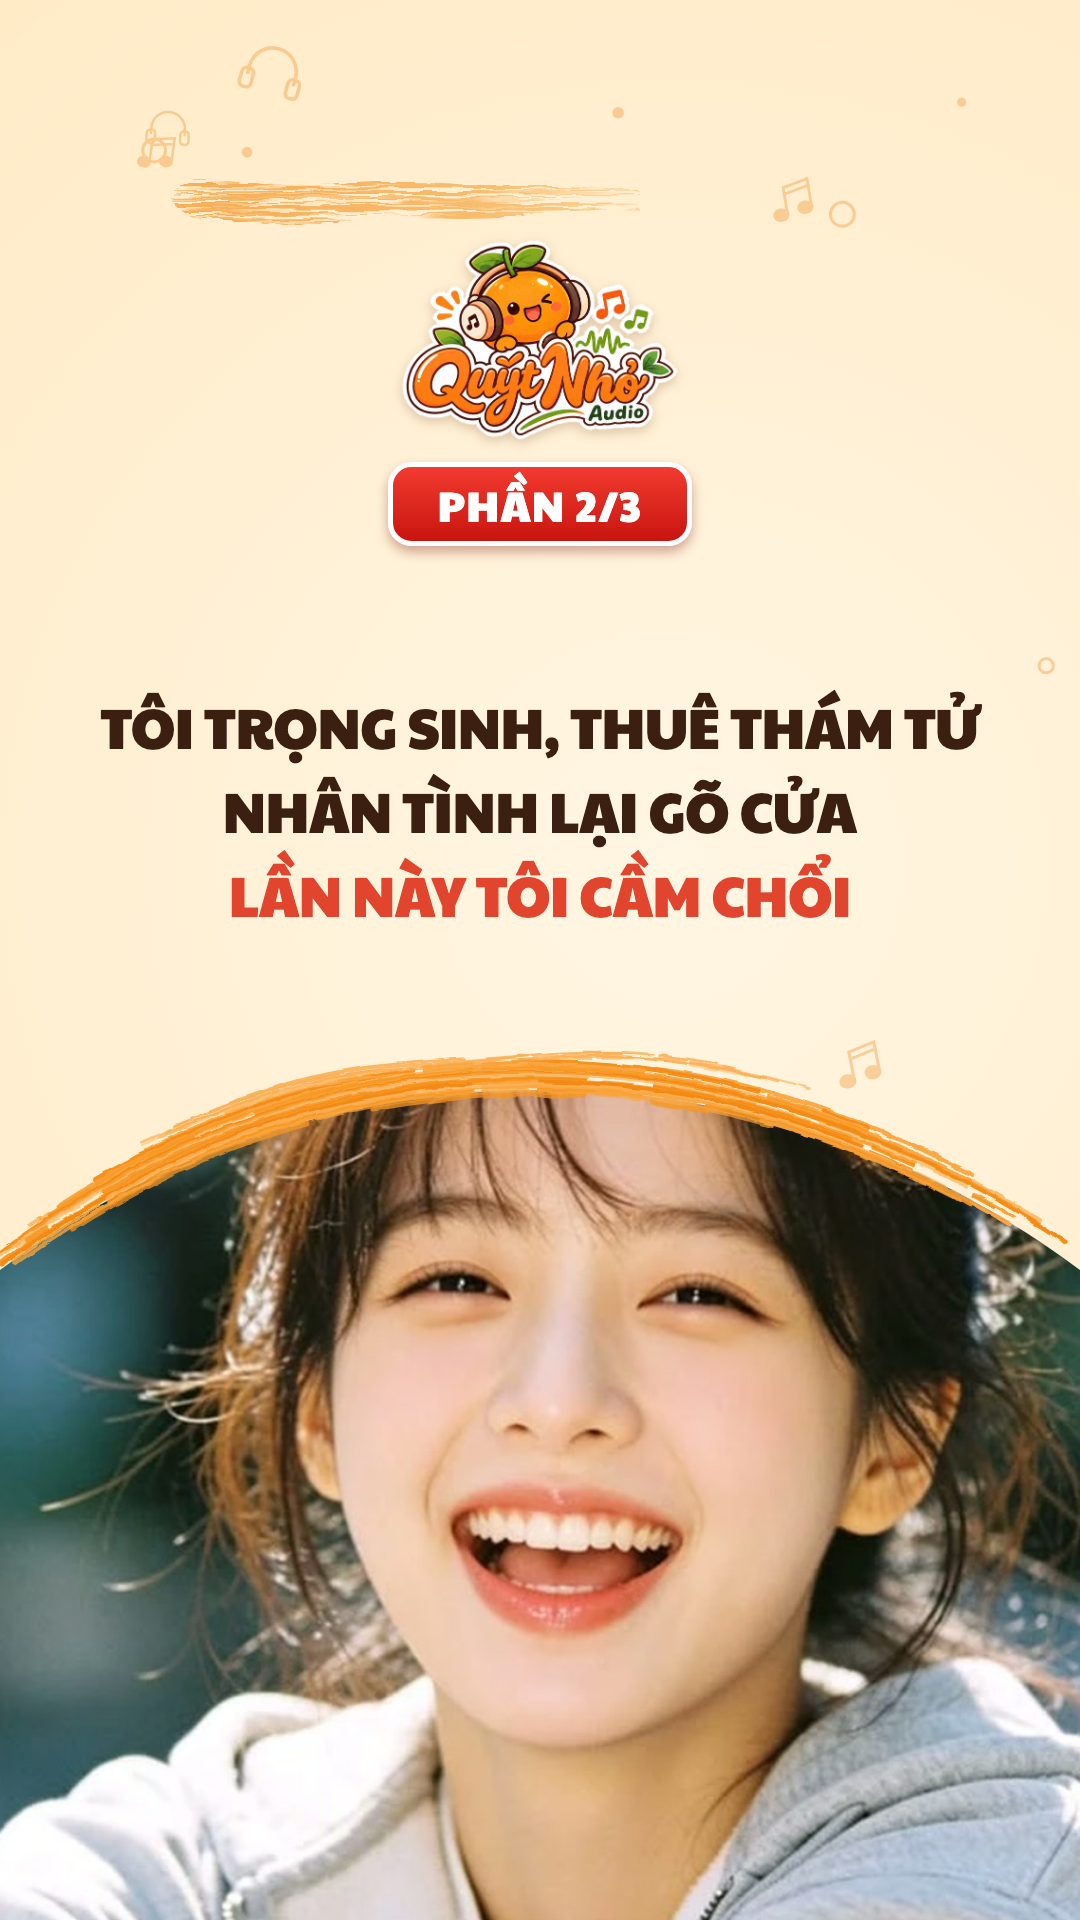 Quýt Nhỏ
Audio
PHẦN 2/3
TÔI TRỌNG SINH, THUÊ THÁM TỬ
NHÂN TÌNH LẠI GÕ CỬA
LẦN NÀY TÔI CẦM CHỔI